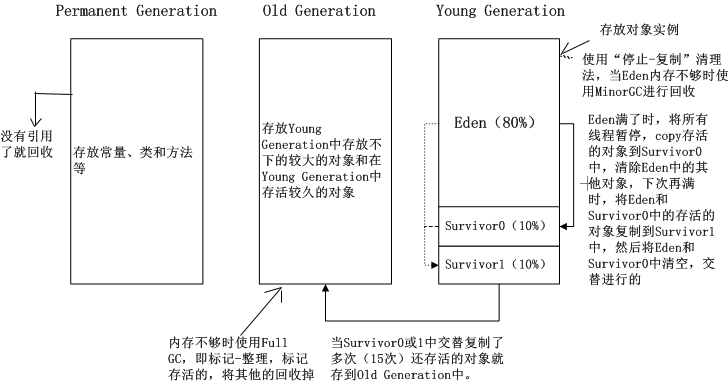 Permanent Generation
Old Generation
Young Generation
没有引用
了就回收
存放常量、类和方法
等
存放Young
Generation中存放不
下的较大的对象和在
Young Generation中
存活较久的对象
Eden（80%）
Survivor0（10%）
Survivor1（10%）
存放对象实例
使用“停止-复制”清理
法，当Eden内存不够时使
用MinorGC进行回收
Eden满了时，将所有
线程暂停，copy存活
的对象到Survivor0
中，清除Eden中的其
他对象，下次再满
时，将Eden和
Survivor0中的存活的
对象复制到Survivor1
中，然后将Eden和
Survivor0中清空，交
替进行的
内存不够时使用Full
GC，即标记-整理，标记
存活的，将其他的回收掉
当Survivor0或1中交替复制了
多次（15次）还存活的对象就
存到Old Generation中。